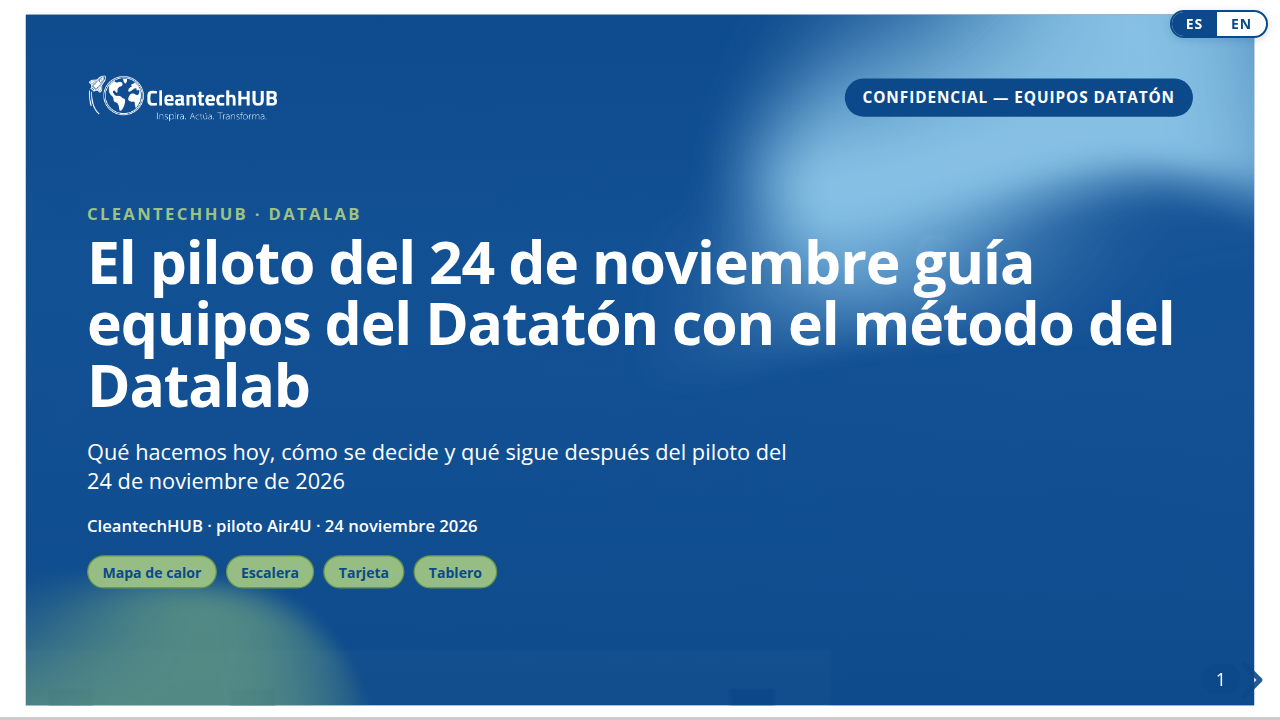 ES EN
CleantechHUB
Inspira. Actúa. Transforma.
CONFIDENCIAL — EQUIPOS DATATÓN
CLEANTECHHUB · DATALAB
El piloto del 24 de noviembre guía
equipos del Datatón con el método del
Datalab
Qué hacemos hoy, cómo se decide y qué sigue después del piloto del
24 de noviembre de 2026
CleantechHUB · piloto Air4U · 24 noviembre 2026
Mapa de calor Escalera Tarjeta Tablero
1